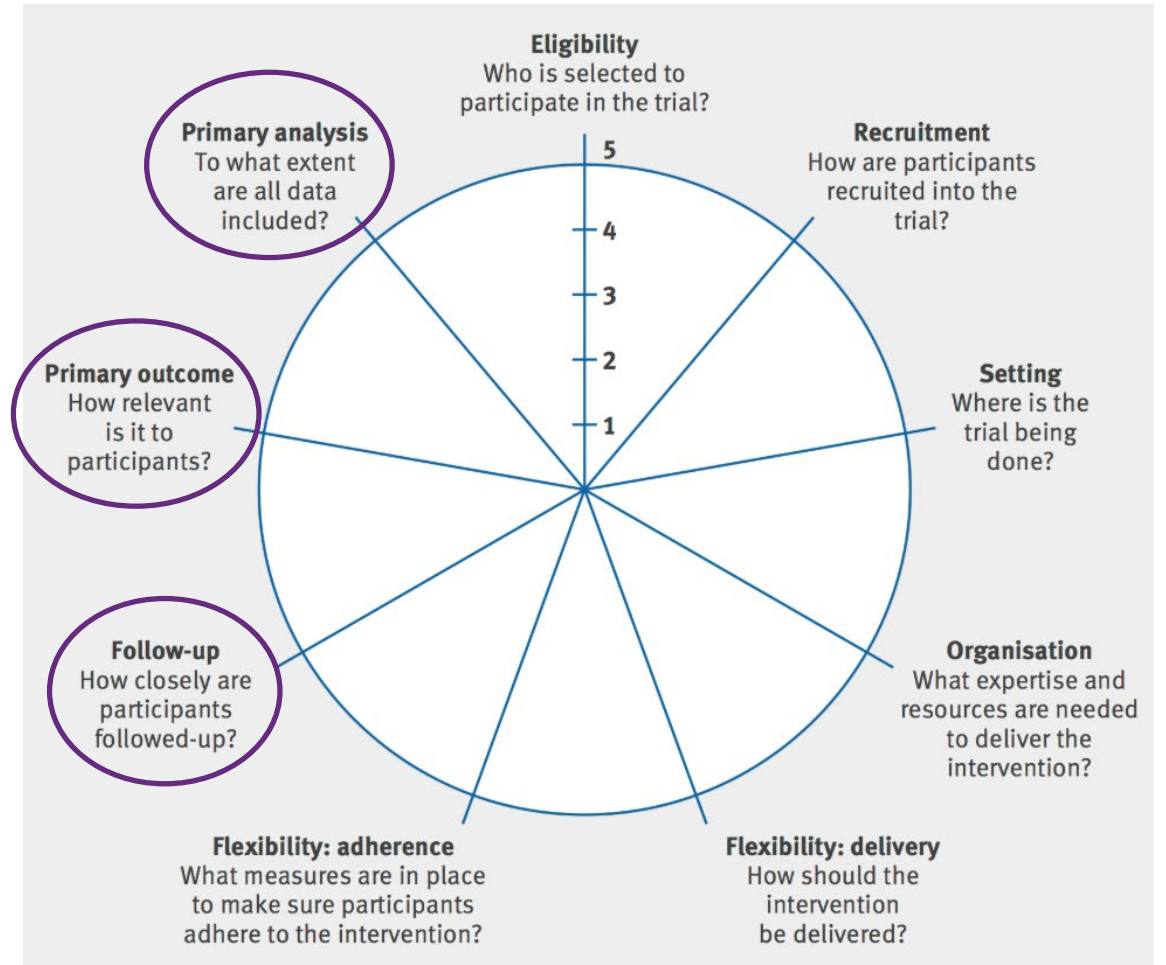 Eligibility
Who is selected to
participate in the trial?
Recruitment
How are participants
recruited into the
trial?
Setting
Where is the
trial being
done?
Organisation
What expertise and
resources are needed
to deliver the
intervention?
Flexibility: delivery
How should the
intervention
be delivered?
Flexibility: adherence
What measures are in place
to make sure participants
adhere to the intervention?
Follow-up
How closely are
participants
followed-up?
Primary outcome
How relevant
is it to
participants?
Primary analysis
To what extent
are all data
included?
5
4
3
2
1